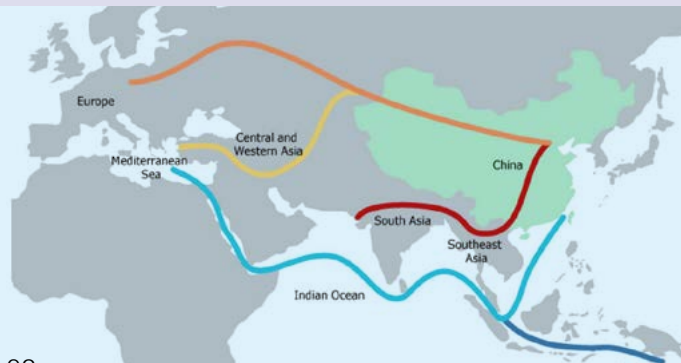 Europe
Central and
Western Asia
Mediterranean
Sea
China
South Asia
Southeast
Asia
Indian Ocean